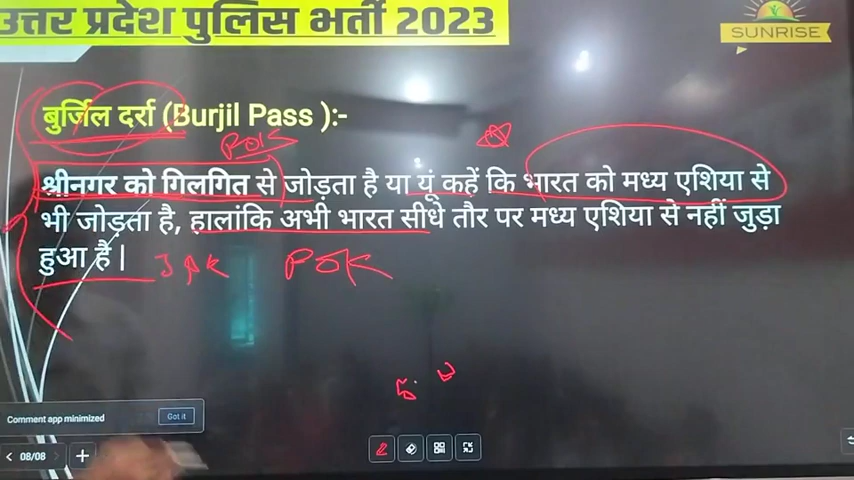 उत्तर प्रदेश पुलिस भर्ती 2023
SUNRISE
बुर्जिल दर्रा (Burjil Pass ):-
श्रीनगर को गिलगित से जोड़ता है या यूं कहें कि भारत को मध्य एशिया से
भी जोड़ता है, हालांकि अभी भारत सीधे तौर पर मध्य एशिया से नहीं जुड़ा
हुआ है|
J&K POK
Comment app minimized
Got it
08/08